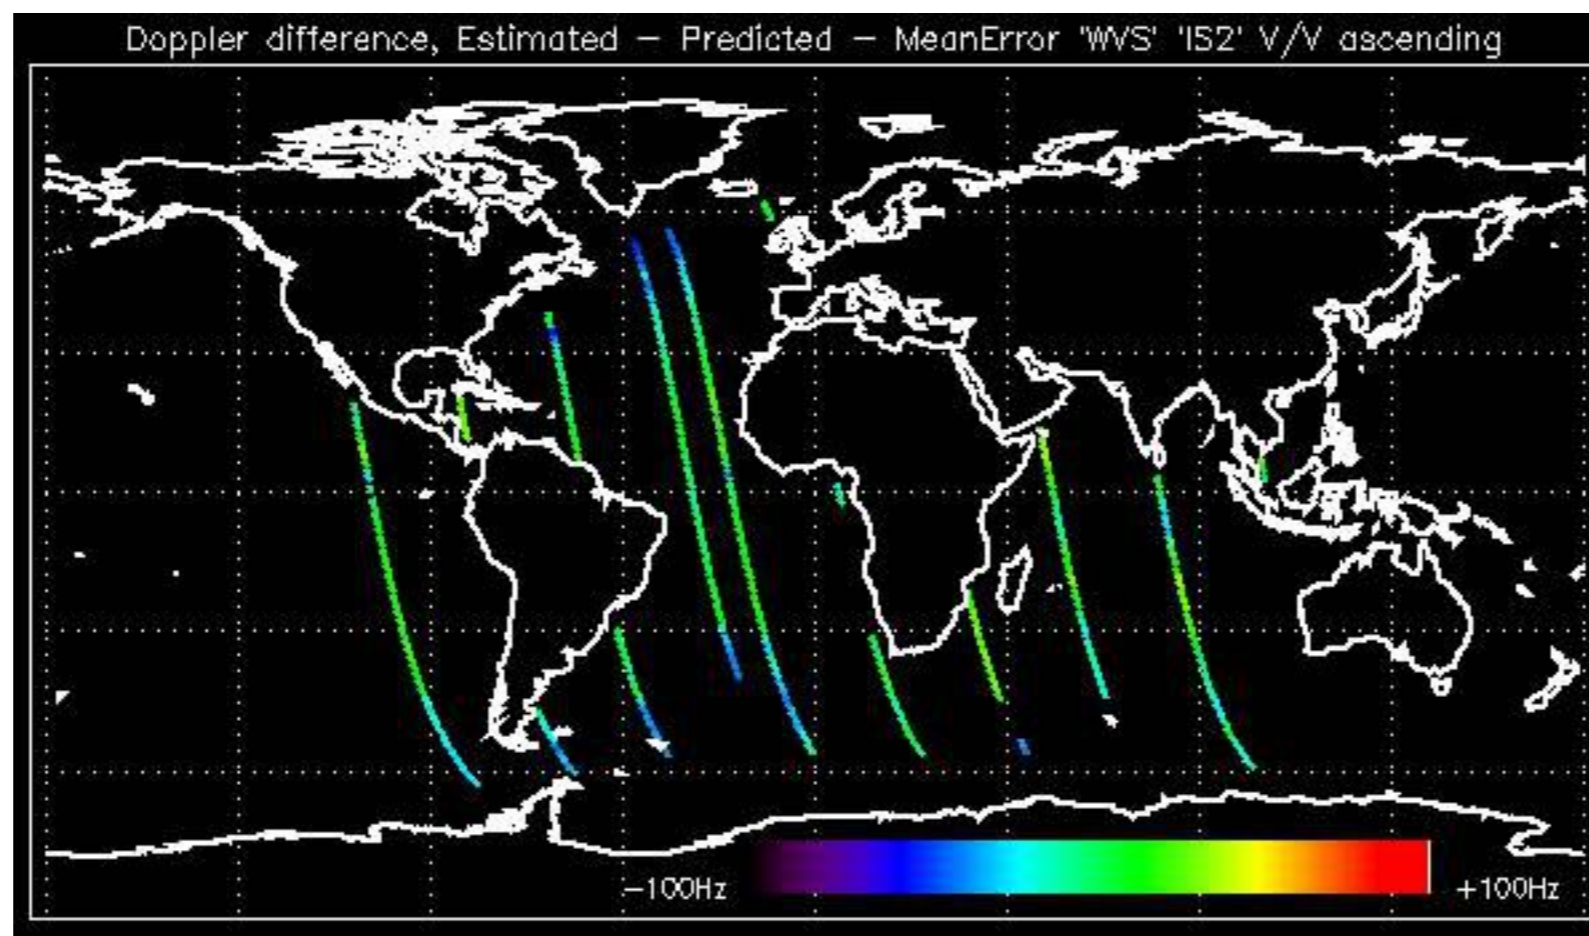 Doppler difference, Estimated – Predicted – MeanError 'WVS' 'IS2' V/V ascending
–100Hz
+100Hz